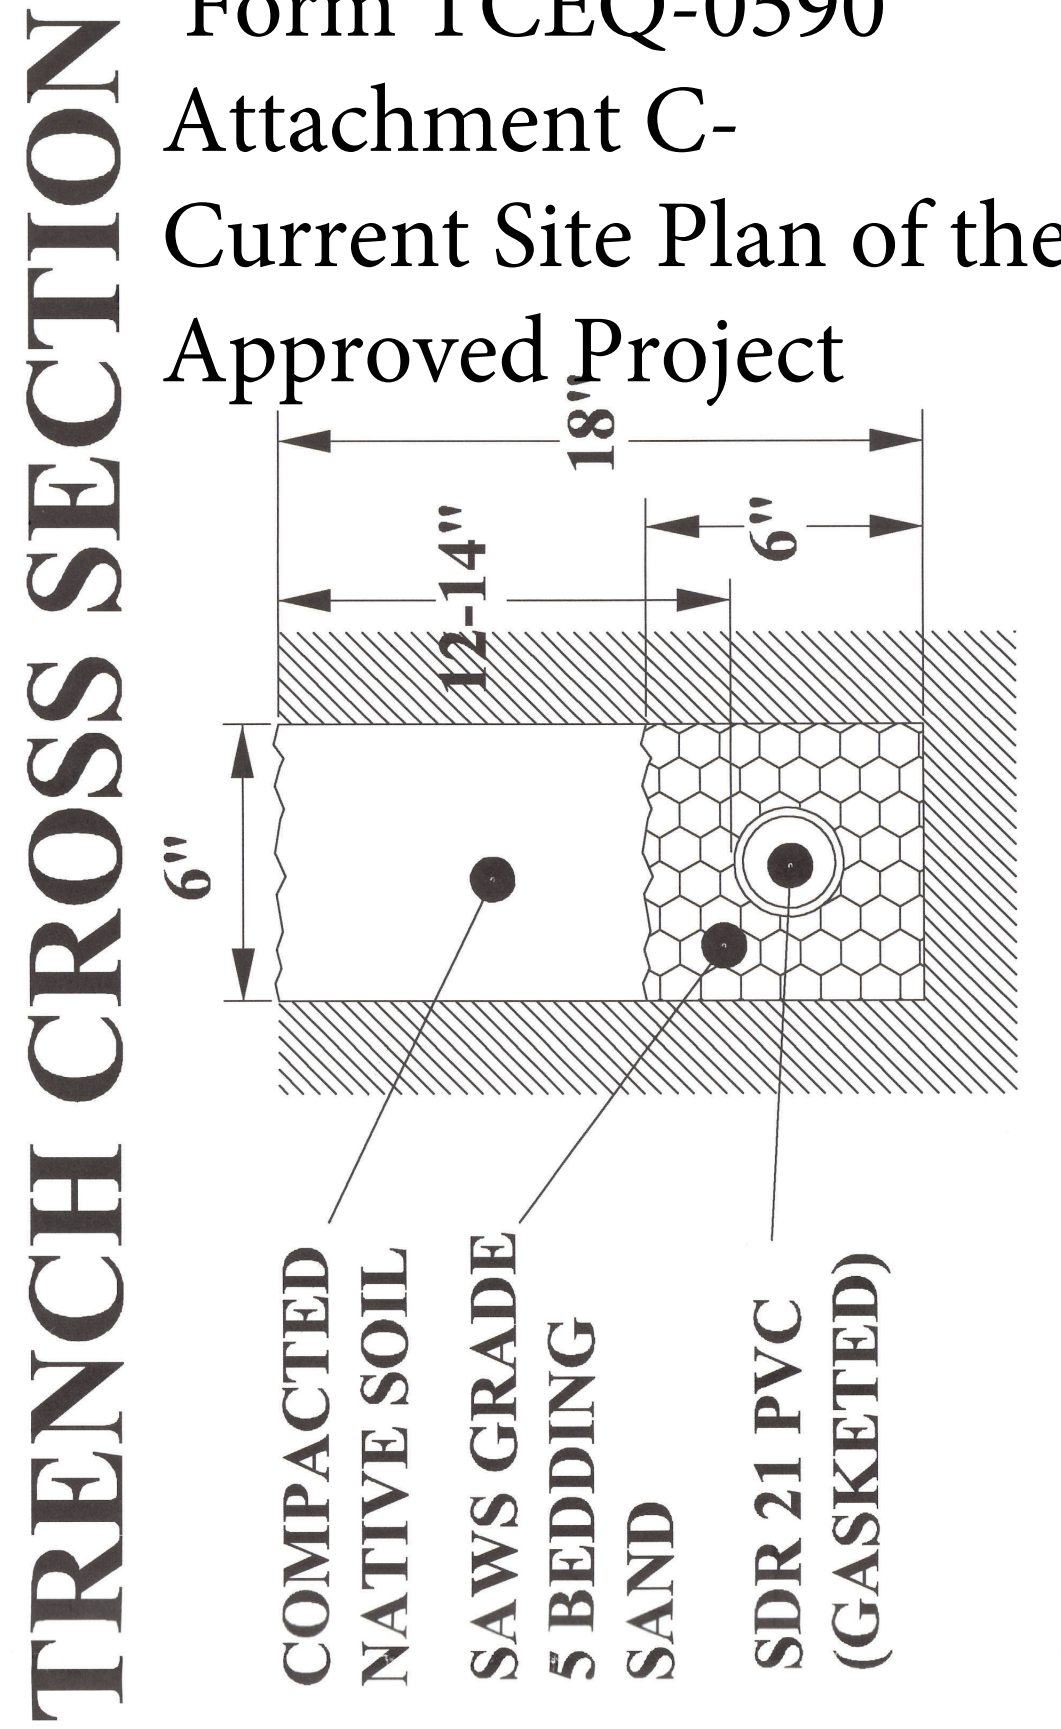 Form TCEQ-0590
Attachment C-
Current Site Plan of the
Approved Project
TRENCH CROSS SECTION
6"
12-14"
18"
6"
COMPACTED
NATIVE SOIL
SAWS GRADE
5 BEDDING
SAND
SDR 21 PVC
(GASKETED)